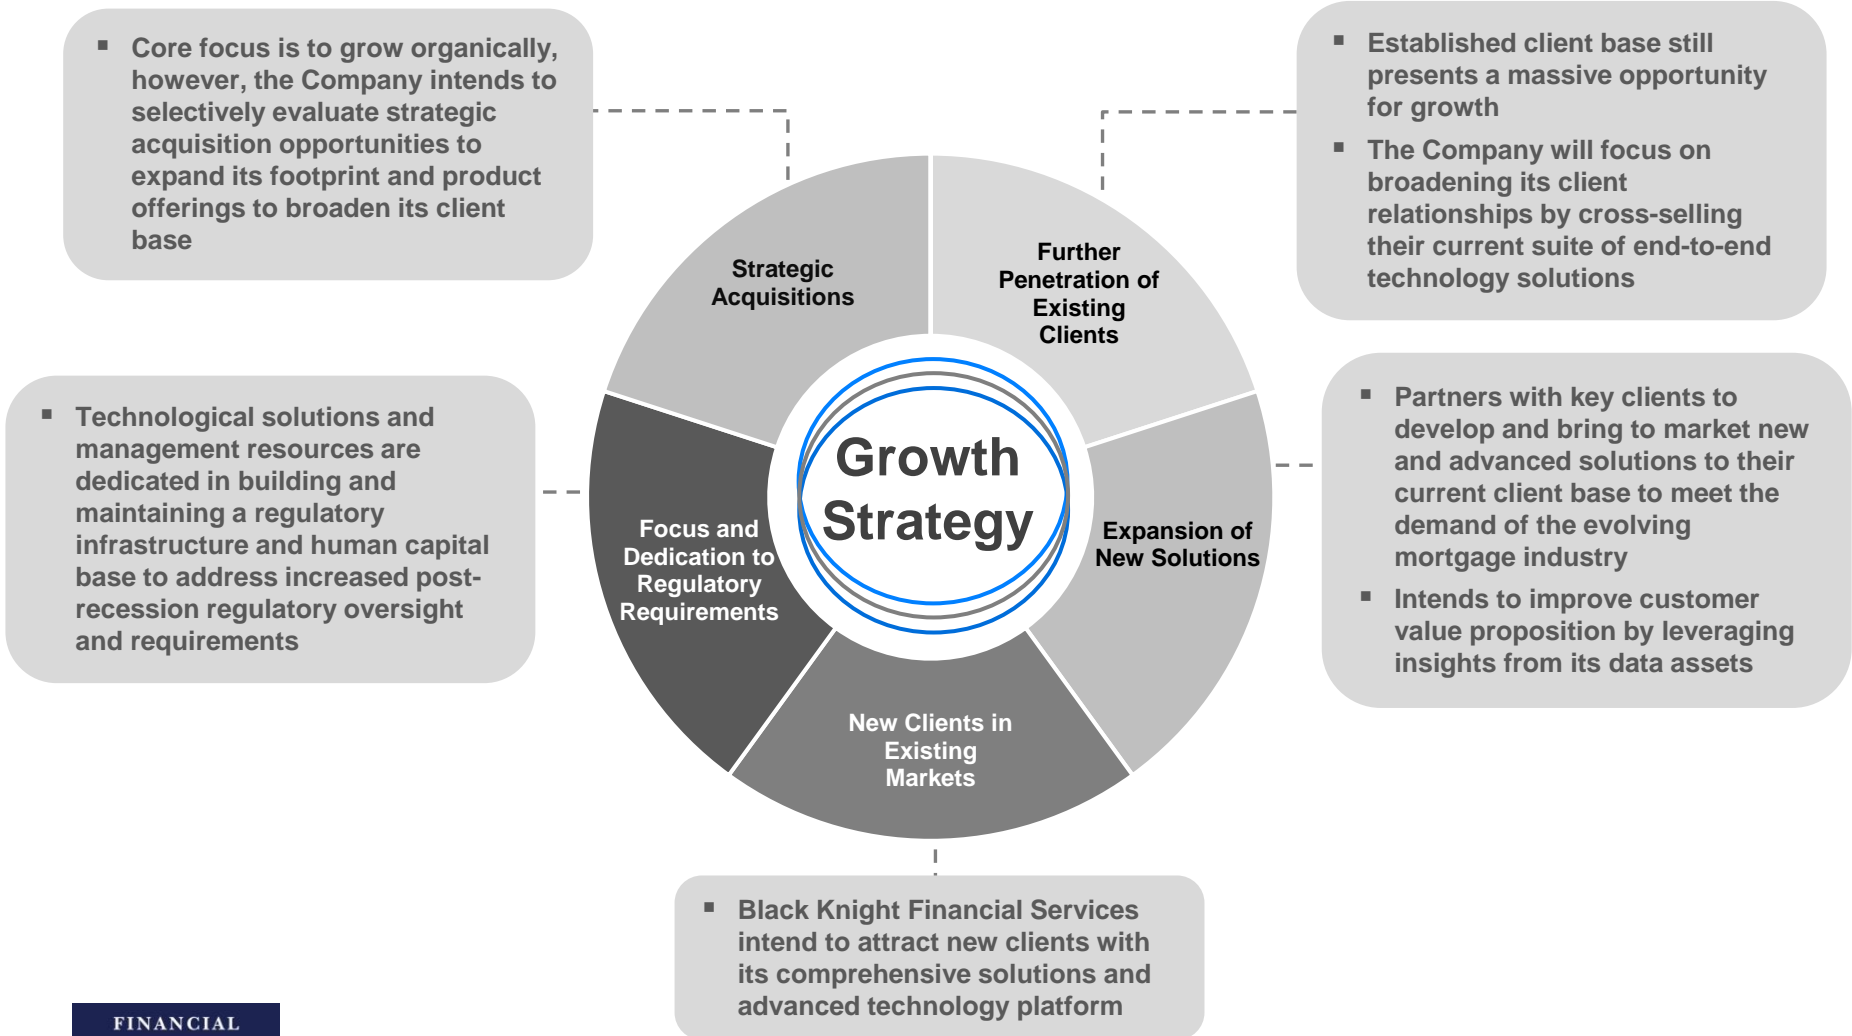 ▪ Core focus is to grow organically,
however, the Company intends to
selectively evaluate strategic
acquisition opportunities to
expand its footprint and product
offerings to broaden its client
base
▪ Established client base still
presents a massive opportunity
for growth
▪ The Company will focus on
broadening its client
relationships by cross-selling
their current suite of end-to-end
technology solutions
Strategic
Acquisitions
Further
Penetration of
Existing
Clients
▪ Technological solutions and
management resources are
dedicated in building and
maintaining a regulatory
infrastructure and human capital
base to address increased post-
recession regulatory oversight
and requirements
Growth
Strategy
▪ Partners with key clients to
develop and bring to market new
and advanced solutions to their
current client base to meet the
demand of the evolving
mortgage industry
▪ Intends to improve customer
value proposition by leveraging
insights from its data assets
Focus and
Dedication to
Regulatory
Requirements
Expansion of
New Solutions
New Clients in
Existing
Markets
▪ Black Knight Financial Services
intend to attract new clients with
its comprehensive solutions and
advanced technology platform
FINANCIAL